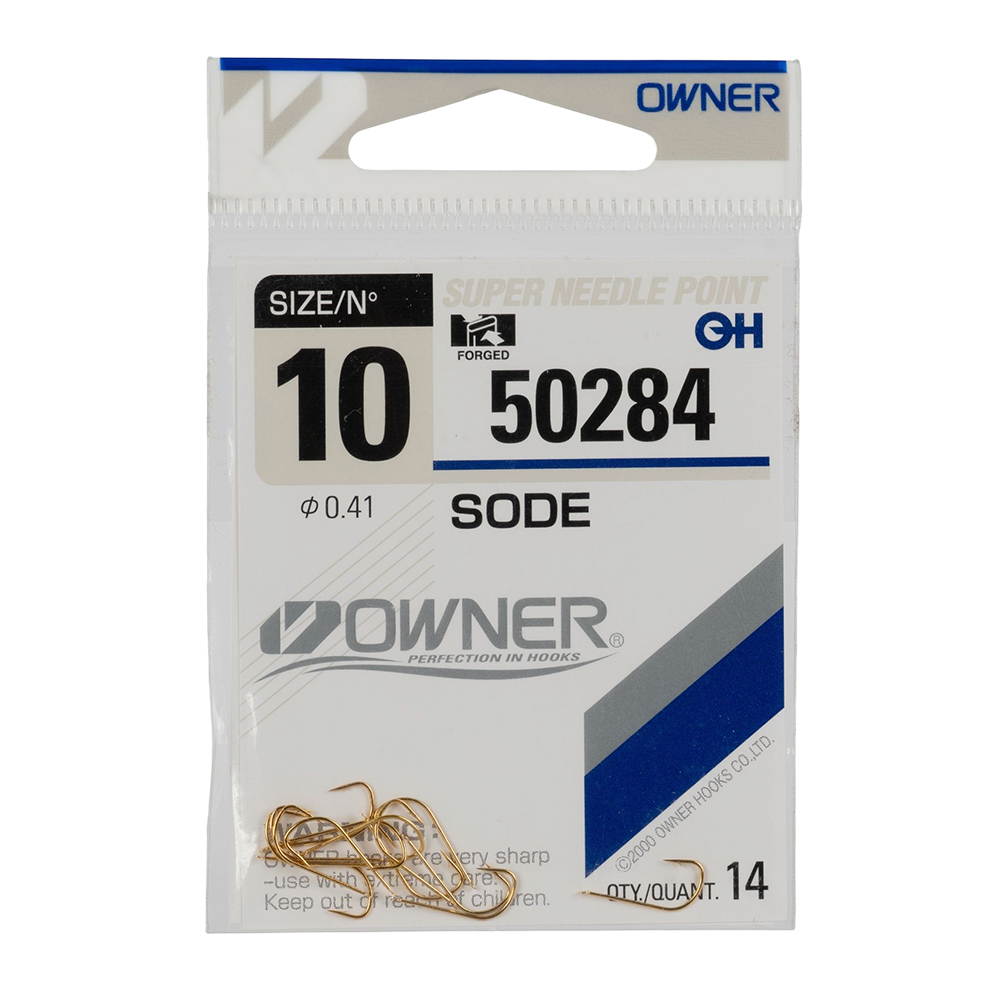 OWNER
SIZE/N°
10
SUPER NEEDLE POINT
FORGED
OH
50284
φ 0.41
SODE
OWNER®
PERFECTION IN HOOKS
©2000 OWNER HOOKS CO.,LTD.
WARNING:
OWNER hooks are very sharp
-use with extreme care.
Keep out of reach of children.
QTY./QUANT. 14